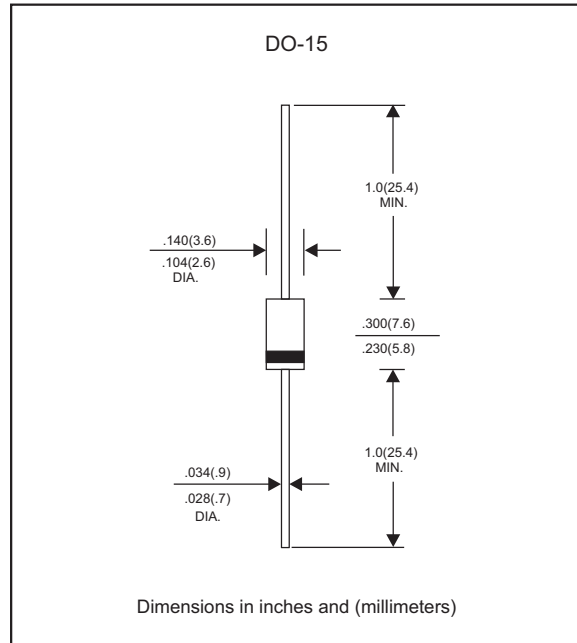 DO-15
1.0(25.4)
MIN.
.140(3.6)
.104(2.6)
DIA.
.300(7.6)
.230(5.8)
1.0(25.4)
MIN.
.034(.9)
.028(.7)
DIA.
Dimensions in inches and (millimeters)